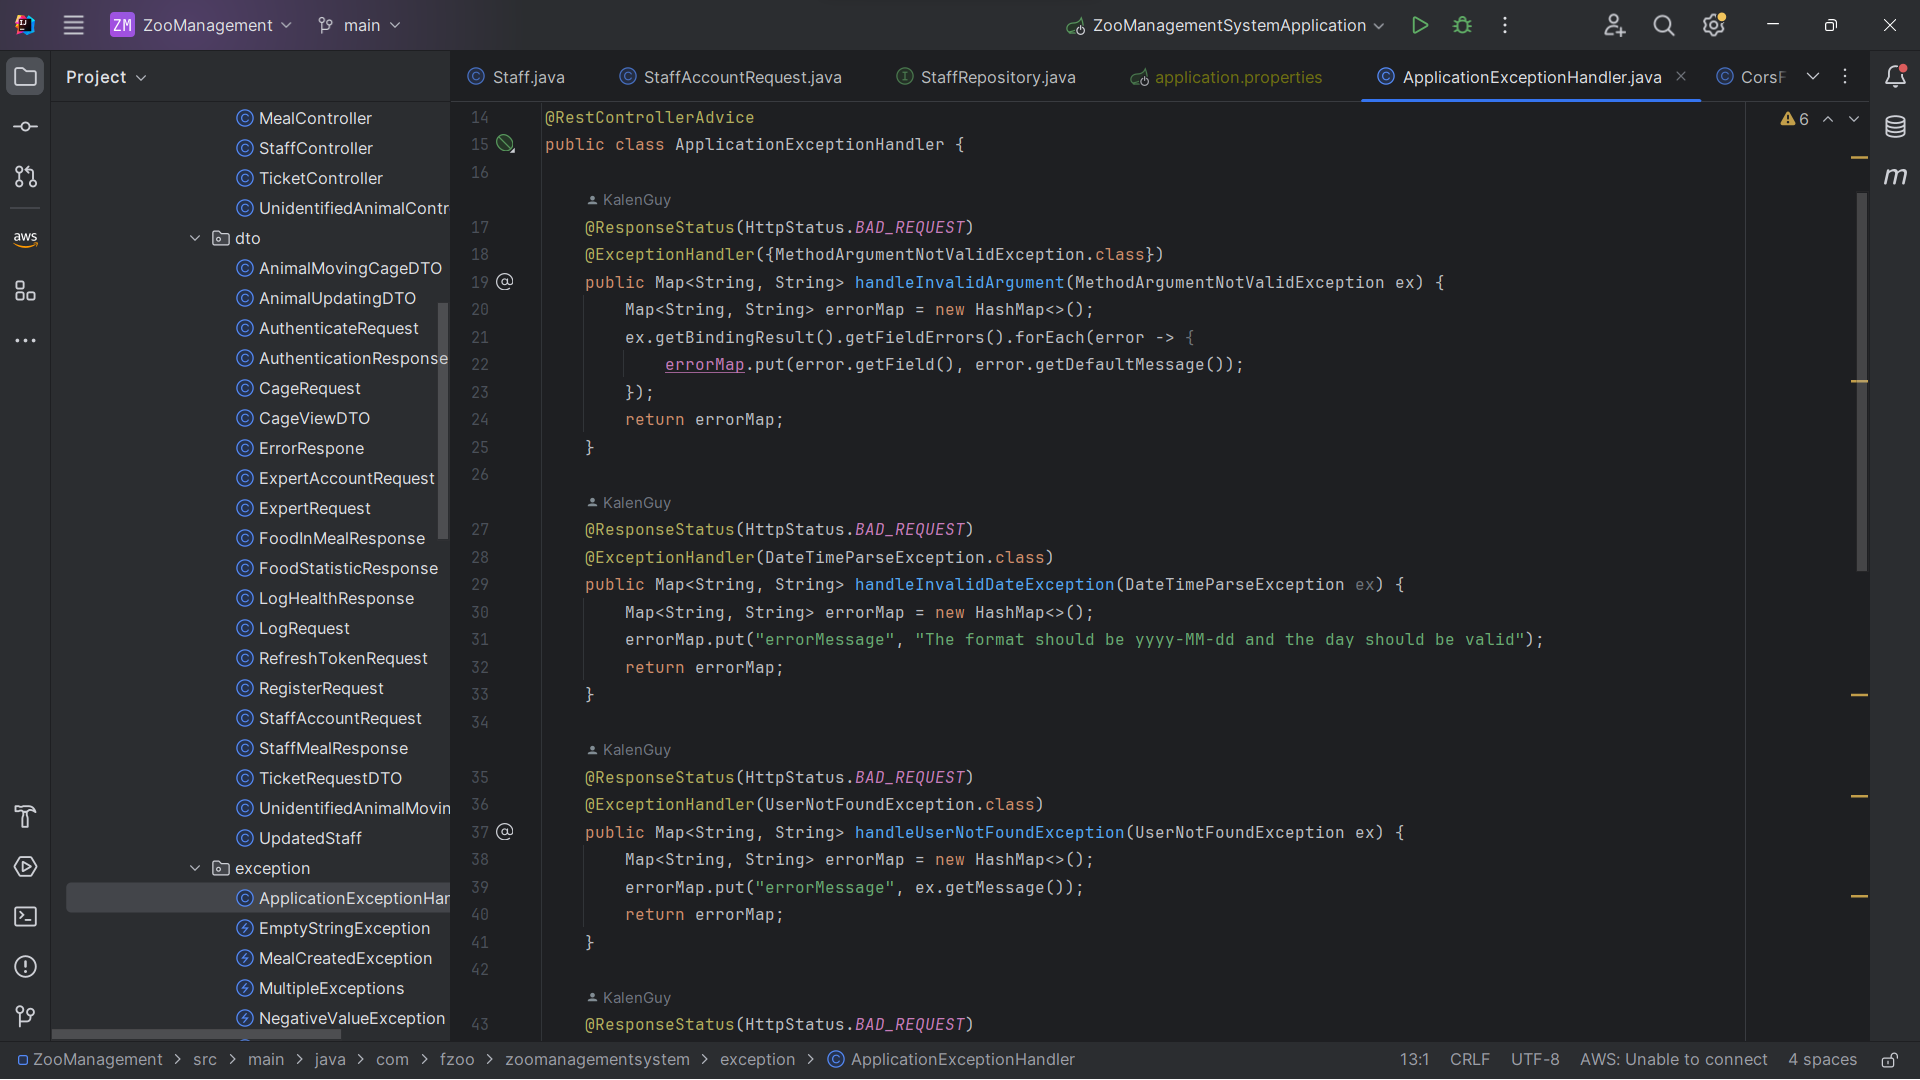 ZM ZooManagement main ZooManagementSystemApplication
Project
Staff.java StaffAccountRequest.java StaffRepository.java application.properties ApplicationExceptionHandler.java CorsF
aws
m
MealController
StaffController
TicketController
UnidentifiedAnimalContr
dto
AnimalMovingCageDTO
AnimalUpdatingDTO
AuthenticateRequest
AuthenticationResponse
CageRequest
CageViewDTO
ErrorRespone
ExpertAccountRequest
ExpertRequest
FoodInMealResponse
FoodStatisticResponse
LogHealthResponse
LogRequest
RefreshTokenRequest
RegisterRequest
StaffAccountRequest
StaffMealResponse
TicketRequestDTO
UnidentifiedAnimalMovin
UpdatedStaff
exception
ApplicationExceptionHar
EmptyStringException
MealCreatedException
MultipleExceptions
NegativeValueException
6
14 @RestControllerAdvice
15 public class ApplicationExceptionHandler {
16
KalenGuy
17 @ResponseStatus(HttpStatus.BAD_REQUEST)
18 @ExceptionHandler({MethodArgumentNotValidException.class})
19 public Map<String, String> handleInvalidArgument(MethodArgumentNotValidException ex) {
20 Map<String, String> errorMap = new HashMap<>();
21 ex.getBindingResult().getFieldErrors().forEach(error -> {
22 errorMap.put(error.getField(), error.getDefaultMessage());
23 });
24 return errorMap;
25 }
26
KalenGuy
27 @ResponseStatus(HttpStatus.BAD_REQUEST)
28 @ExceptionHandler(DateTimeParseException.class)
29 public Map<String, String> handleInvalidDateException(DateTimeParseException ex) {
30 Map<String, String> errorMap = new HashMap<>();
31 errorMap.put("errorMessage", "The format should be yyyy-MM-dd and the day should be valid");
32 return errorMap;
33 }
34
KalenGuy
35 @ResponseStatus(HttpStatus.BAD_REQUEST)
36 @ExceptionHandler(UserNotFoundException.class)
37 public Map<String, String> handleUserNotFoundException(UserNotFoundException ex) {
38 Map<String, String> errorMap = new HashMap<>();
39 errorMap.put("errorMessage", ex.getMessage());
40 return errorMap;
41 }
42
KalenGuy
43 @ResponseStatus(HttpStatus.BAD_REQUEST)
ZooManagement > src > main > java > com > fzoo > zoomanagementsystem > exception > ApplicationExceptionHandler
13:1 CRLF UTF-8 AWS: Unable to connect 4 spaces